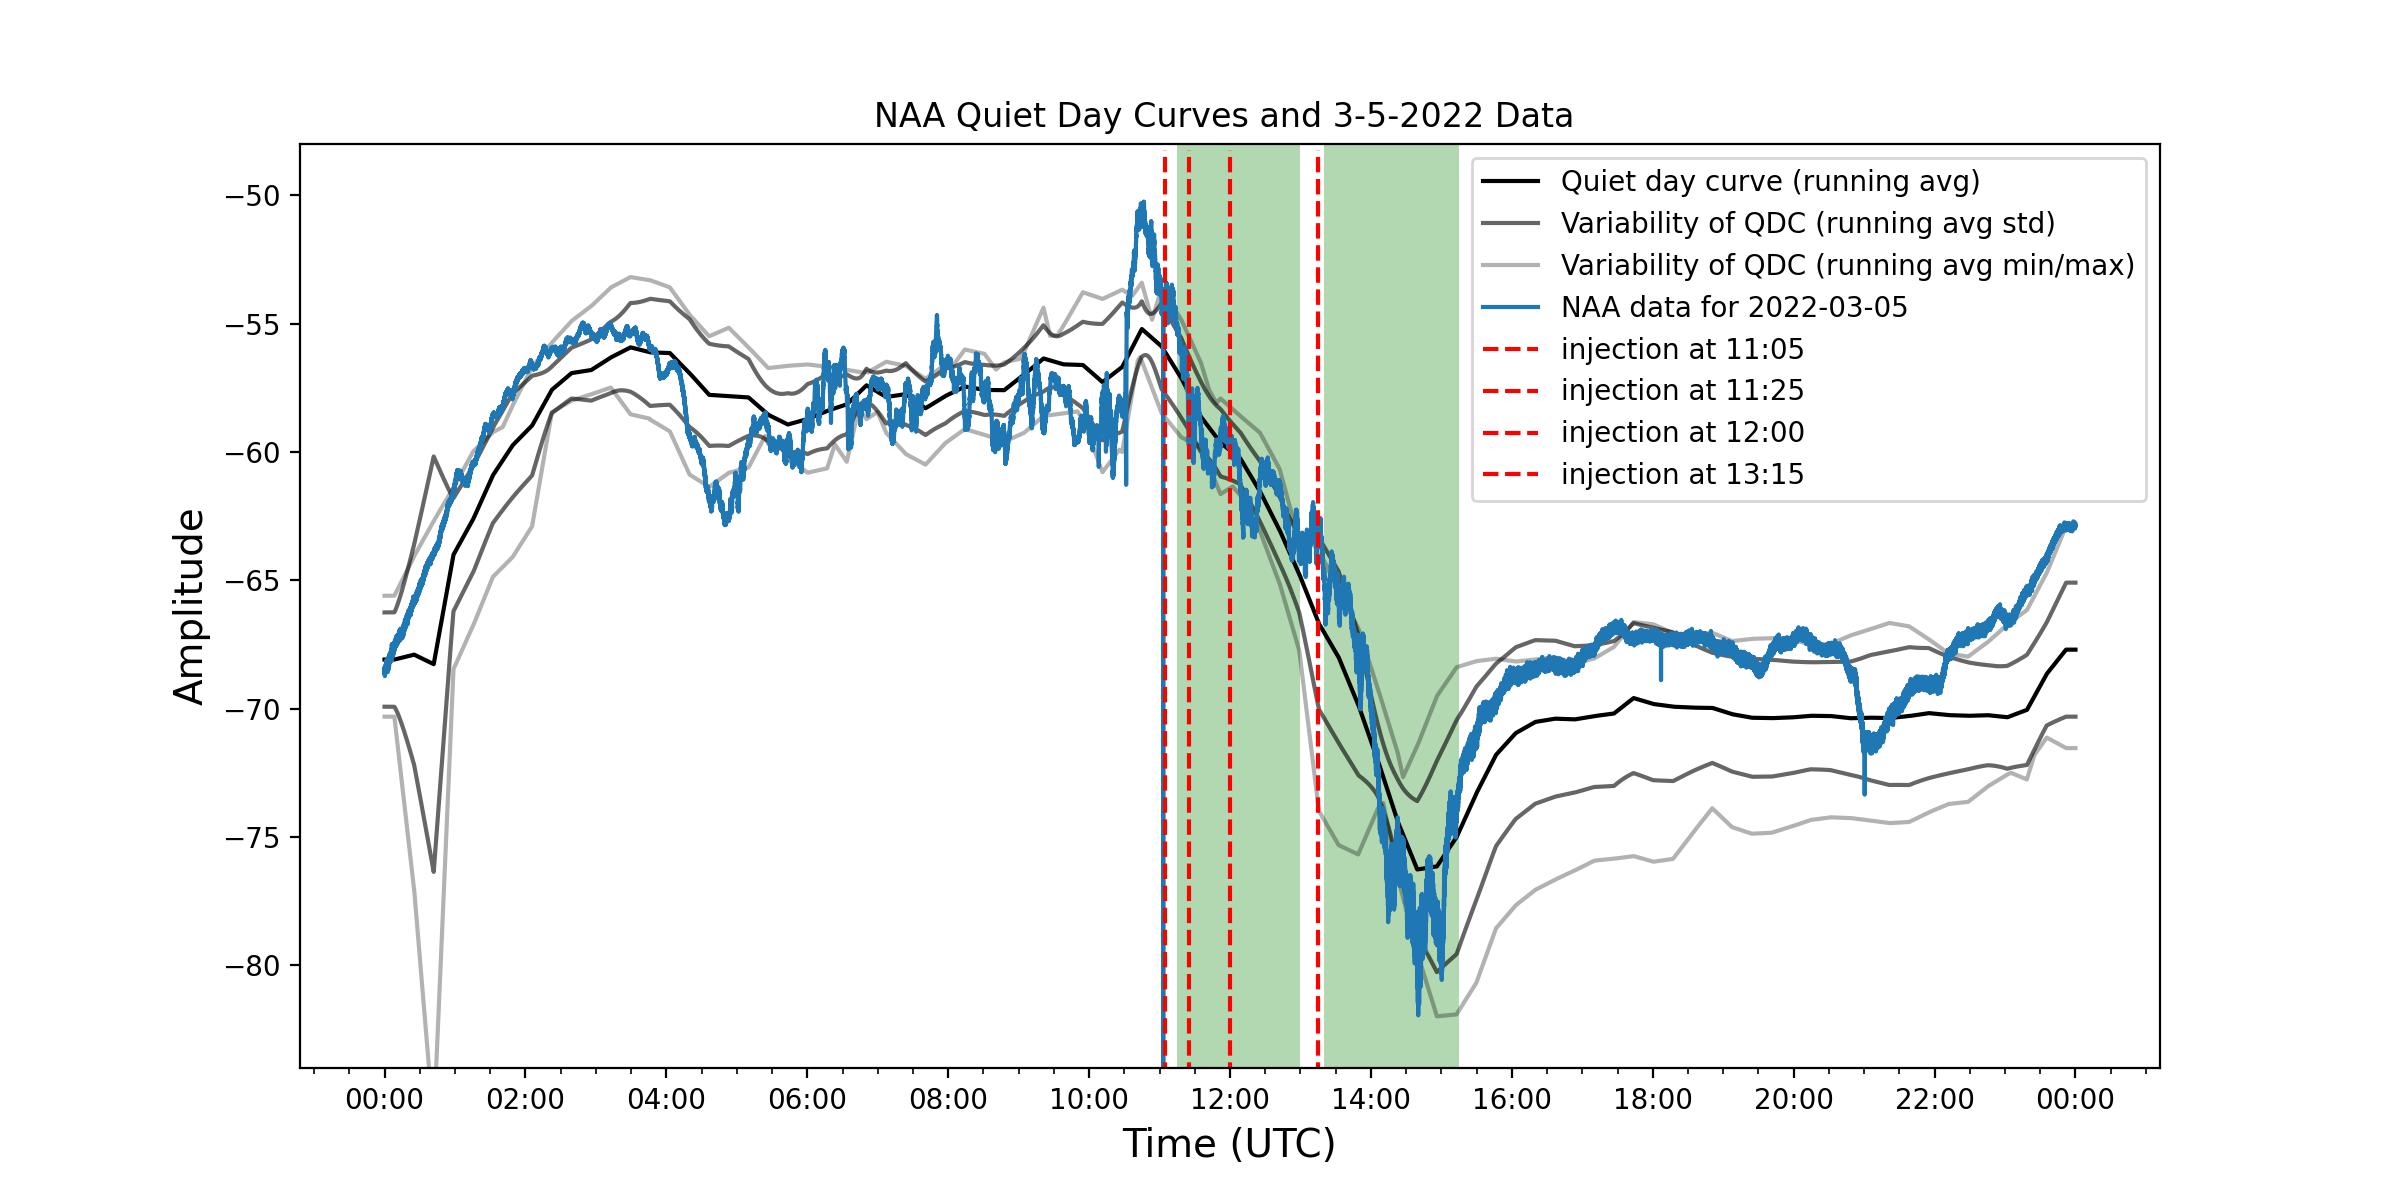 NAA Quiet Day Curves and 3-5-2022 Data
Quiet day curve (running avg)
Variability of QDC (running avg std)
Variability of QDC (running avg min/max)
NAA data for 2022-03-05
injection at 11:05
injection at 11:25
injection at 12:00
injection at 13:15
Amplitude
−50
−55
−60
−65
−70
−75
−80
00:00 02:00 04:00 06:00 08:00 10:00 12:00 14:00 16:00 18:00 20:00 22:00 00:00
Time (UTC)